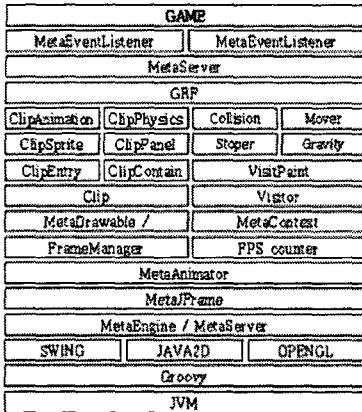 GAME
MetaEventListener MetaEventListener
MetaServer
GRP
ClipAnimation ClipPhysics Collision Mover
ClipSprite ClipPanel Stoper Gravity
ClipEntry ClipContain VisitPaint
Clip Visitor
MetaDrawable / MetaContext
FrameManager FPS counter
MetaAnimator
MetaJFrame
MetaEngine / MetaServer
SWING JAVA2D OPENGL
Groovy
JVM